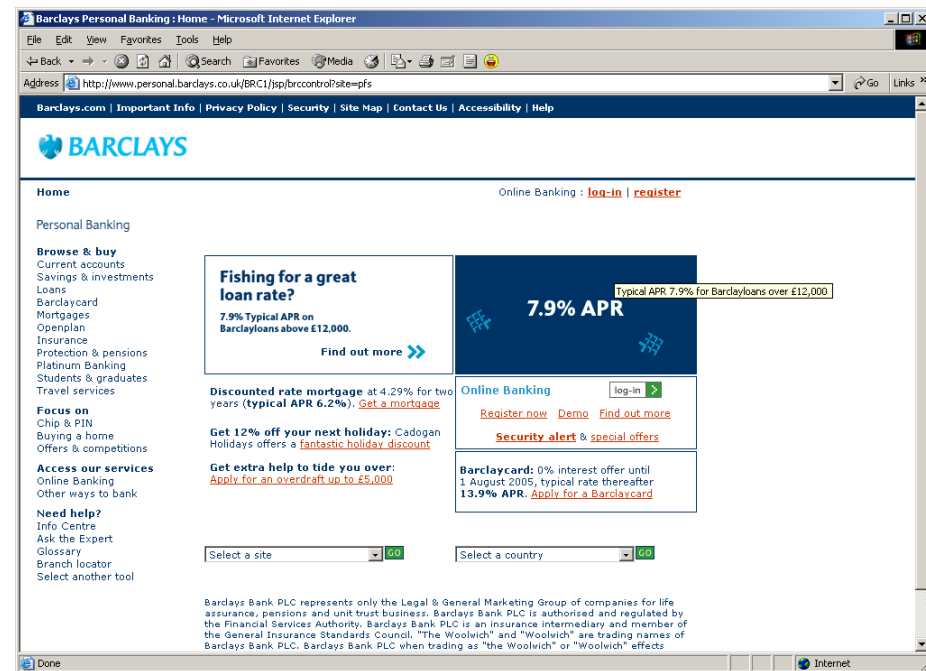 Barclays Personal Banking : Home - Microsoft Internet Explorer
File Edit View Favorites Tools Help
Back Search Favorites Media
Address http://www.personal.barclays.co.uk/BRC1/jsp/brccontrol?site=pfs Go Links »
Barclays.com | Important Info | Privacy Policy | Security | Site Map | Contact Us | Accessibility | Help
BARCLAYS
Home
Online Banking : log-in | register
Personal Banking
Browse & buy
Current accounts
Savings & investments
Loans
Barclaycard
Mortgages
Openplan
Insurance
Protection & pensions
Platinum Banking
Students & graduates
Travel services
Focus on
Chip & PIN
Buying a home
Offers & competitions
Access our services
Online Banking
Other ways to bank
Need help?
Info Centre
Ask the Expert
Glossary
Branch locator
Select another tool
Fishing for a great
loan rate?
7.9% Typical APR on
Barclayloans above £12,000.
Find out more
7.9% APR
Typical APR 7.9% for Barclayloans over £12,000
Discounted rate mortgage at 4.29% for two
years (typical APR 6.2%). Get a mortgage
Get 12% off your next holiday: Cadogan
Holidays offers a fantastic holiday discount
Get extra help to tide you over:
Apply for an overdraft up to £5,000
Online Banking log-in
Register now Demo Find out more
Security alert & special offers
Barclaycard: 0% interest offer until
1 August 2005, typical rate thereafter
13.9% APR. Apply for a Barclaycard
Select a site GO
Select a country GO
Barclays Bank PLC represents only the Legal & General Marketing Group of companies for life
assurance, pensions and unit trust business. Barclays Bank PLC is authorised and regulated by
the Financial Services Authority. Barclays Bank PLC is an insurance intermediary and member of
the General Insurance Standards Council. "The Woolwich" and "Woolwich" are trading names of
Barclays Bank PLC. Barclays Bank PLC when trading as "the Woolwich" or "Woolwich" effects
Done Internet